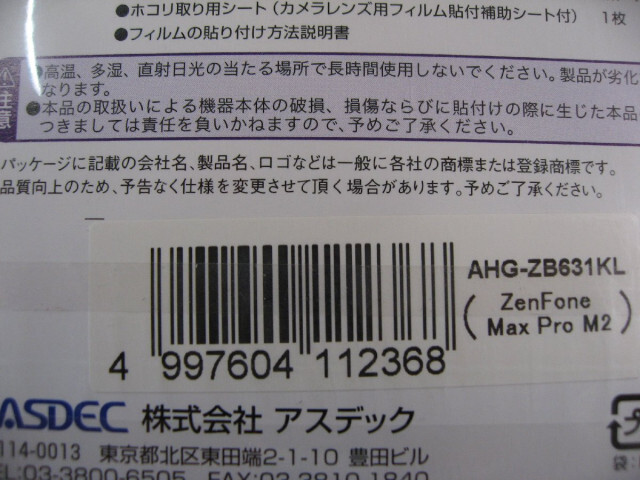 ●ホコリ取り用シート(カメラレンズ用フィルム貼付補助シート付)
1枚
●フィルムの貼り付け方法説明書
注意
●高温、多湿、直射日光の当たる場所で長時間使用しないでください。製品が劣化
なります。
●本品の取扱いによる機器本体の破損、損傷ならびに貼付けの際に生じた本品
つきましては責任を負いかねますので、予めご了承ください。
パッケージに記載の会社名、製品名、ロゴなどは一般に各社の商標または登録商標です。
品質向上のため、予告なく仕様を変更させて頂く場合があります。予めご了承ください。
AHG-ZB631KL
(ZenFone
Max Pro M2)
4 997604 112368
ASDEC 株式会社 アスデック
114-0013 東京都北区東田端2-1-10 豊田ビル
TEL:03-3800-6505 FAX:03-3810-1840
袋: